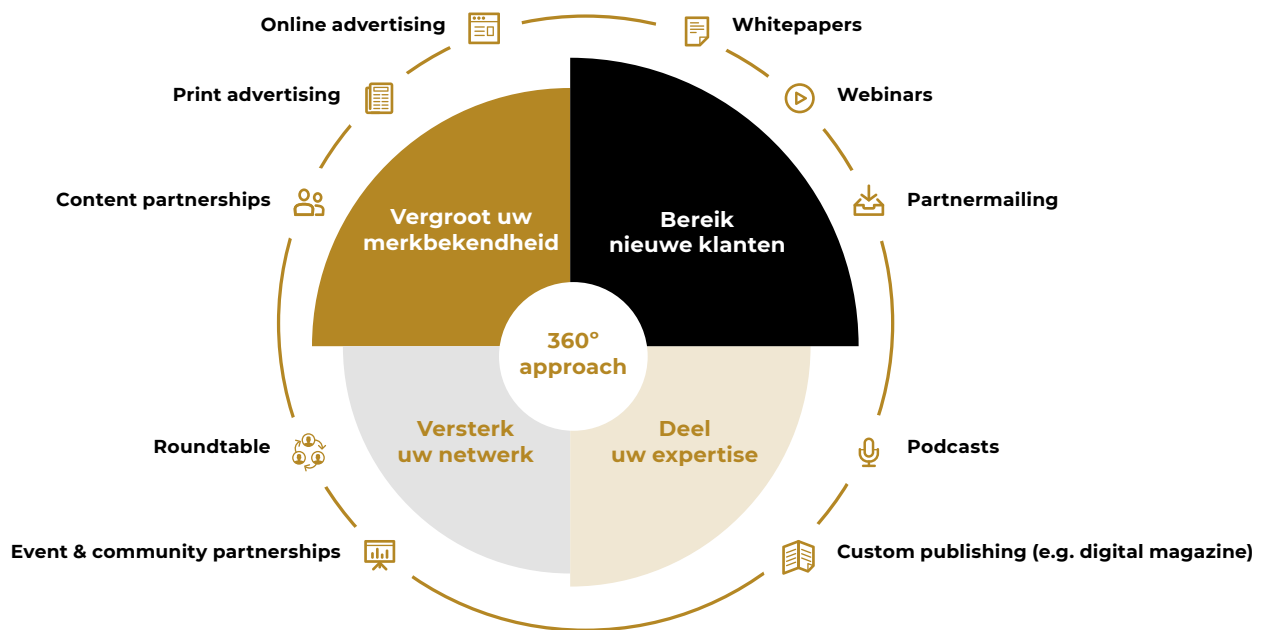 Online advertising
Whitepapers
Print advertising
Webinars
Content partnerships
Partnermailing
Vergroot uw
merkbekendheid
Bereik
nieuwe klanten
360º
approach
Versterk
uw netwerk
Deel
uw expertise
Roundtable
Podcasts
Event & community partnerships
Custom publishing (e.g. digital magazine)